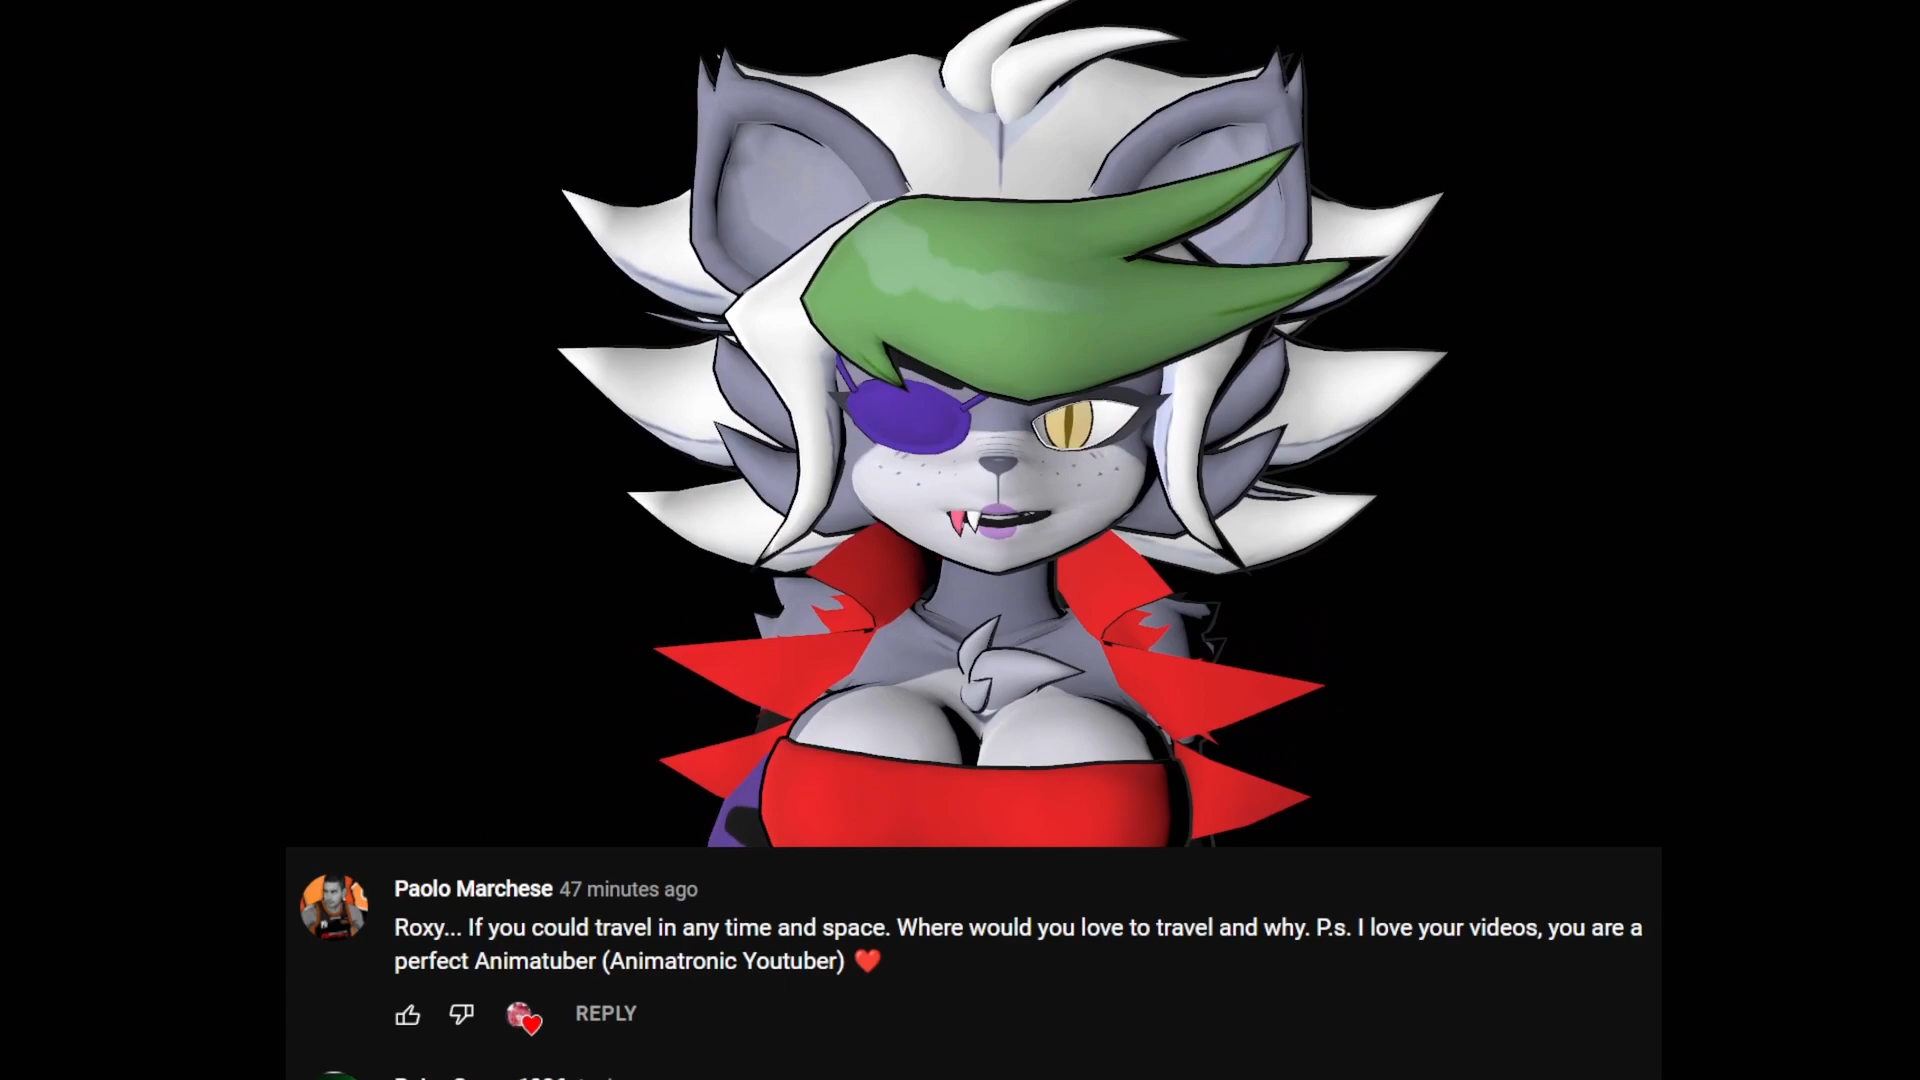 Paolo Marchese 47 minutes ago
Roxy... If you could travel in any time and space. Where would you love to travel and why. P.s. I love your videos, you are a
perfect Animatuber (Animatronic Youtuber) ❤️
REPLY